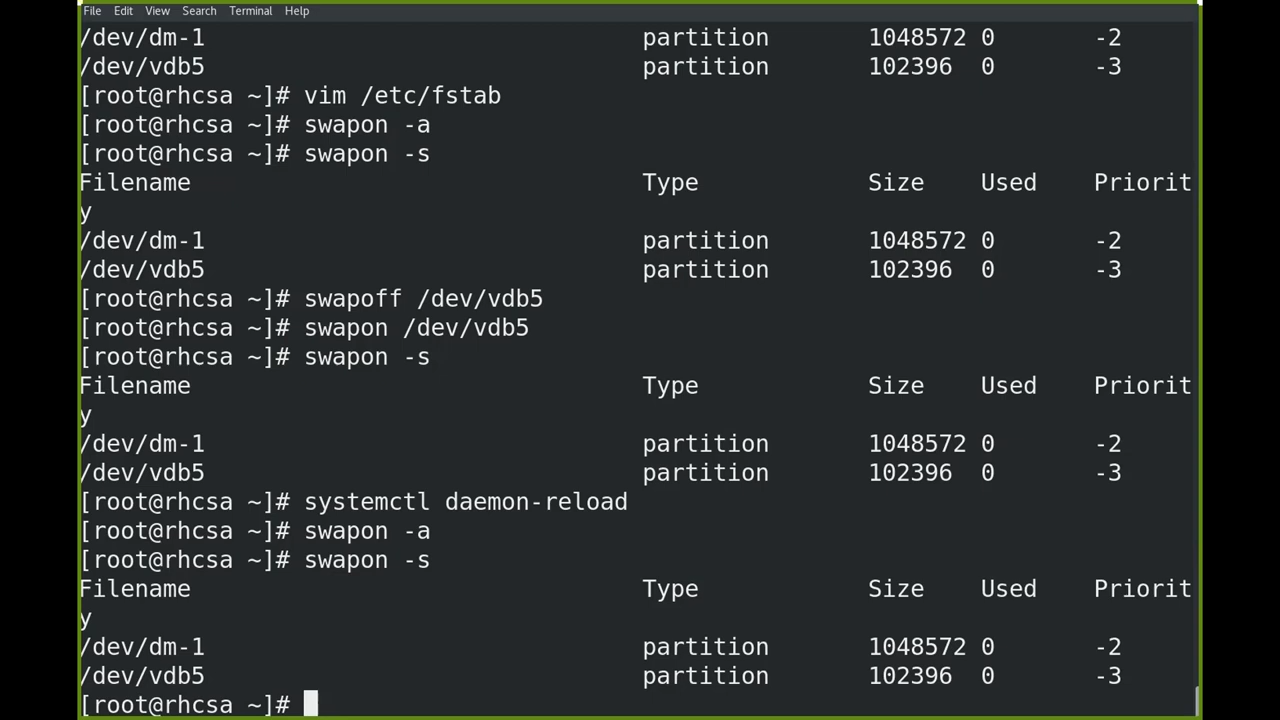 File Edit View Search Terminal Help
/dev/dm-1 partition 1048572 0 -2
/dev/vdb5 partition 102396 0 -3
[root@rhcsa ~]# vim /etc/fstab
[root@rhcsa ~]# swapon -a
[root@rhcsa ~]# swapon -s
Filename Type Size Used Priorit
y
/dev/dm-1 partition 1048572 0 -2
/dev/vdb5 partition 102396 0 -3
[root@rhcsa ~]# swapoff /dev/vdb5
[root@rhcsa ~]# swapon /dev/vdb5
[root@rhcsa ~]# swapon -s
Filename Type Size Used Priorit
y
/dev/dm-1 partition 1048572 0 -2
/dev/vdb5 partition 102396 0 -3
[root@rhcsa ~]# systemctl daemon-reload
[root@rhcsa ~]# swapon -a
[root@rhcsa ~]# swapon -s
Filename Type Size Used Priorit
y
/dev/dm-1 partition 1048572 0 -2
/dev/vdb5 partition 102396 0 -3
[root@rhcsa ~]#